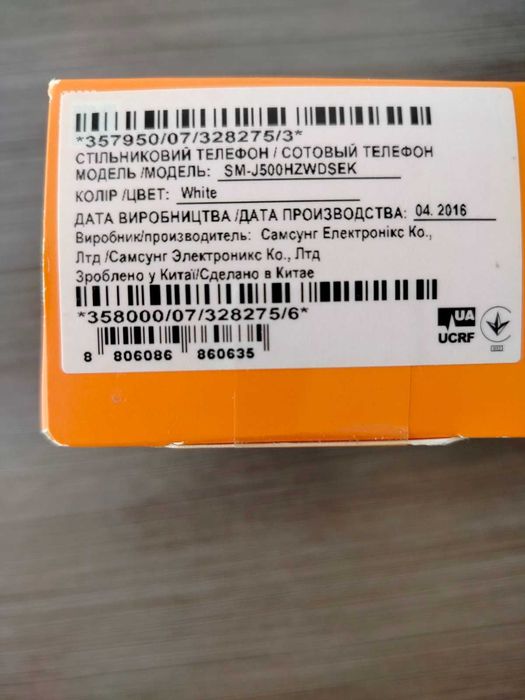 *357950/07/328275/3*
СТІЛЬНИКОВИЙ ТЕЛЕФОН / СОТОВЫЙ ТЕЛЕФОН
МОДЕЛЬ /МОДЕЛЬ: SM-J500HZWDSEK
КОЛІР /ЦВЕТ: White
ДАТА ВИРОБНИЦТВА /ДАТА ПРОИЗВОДСТВА: 04. 2016
Виробник/производитель: Самсунг Електронікс Ко.,
Лтд /Самсунг Электроникс Ко., Лтд
Зроблено у Китаї/Сделано в Китае
*358000/07/328275/6*
8 806086 860635
UA
UCRF